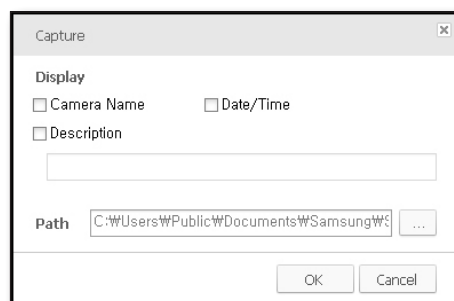 Capture
Display
Camera Name Date/Time
Description
Path C:₩Users₩Public₩Documents₩Samsung₩S ...
OK Cancel